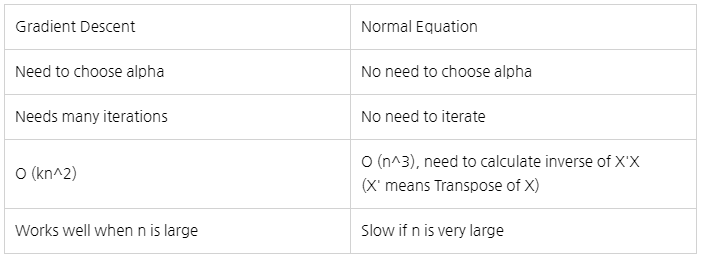 Gradient Descent
Normal Equation
Need to choose alpha
No need to choose alpha
Needs many iterations
No need to iterate
O (kn^2)
O (n^3), need to calculate inverse of X'X
(X' means Transpose of X)
Works well when n is large
Slow if n is very large